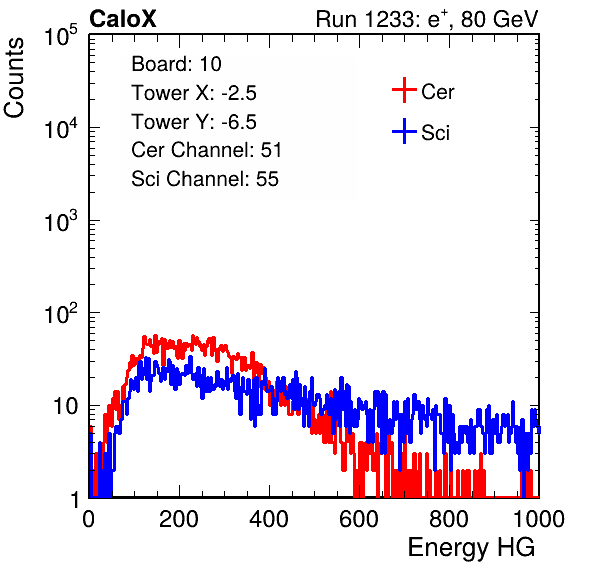 CaloX Run 1233: e⁺, 80 GeV
Counts
Board: 10
Tower X: -2.5
Tower Y: -6.5
Cer Channel: 51
Sci Channel: 55
Cer
Sci
10⁵
10⁴
10³
10²
10
1
0 200 400 600 800 1000
Energy HG